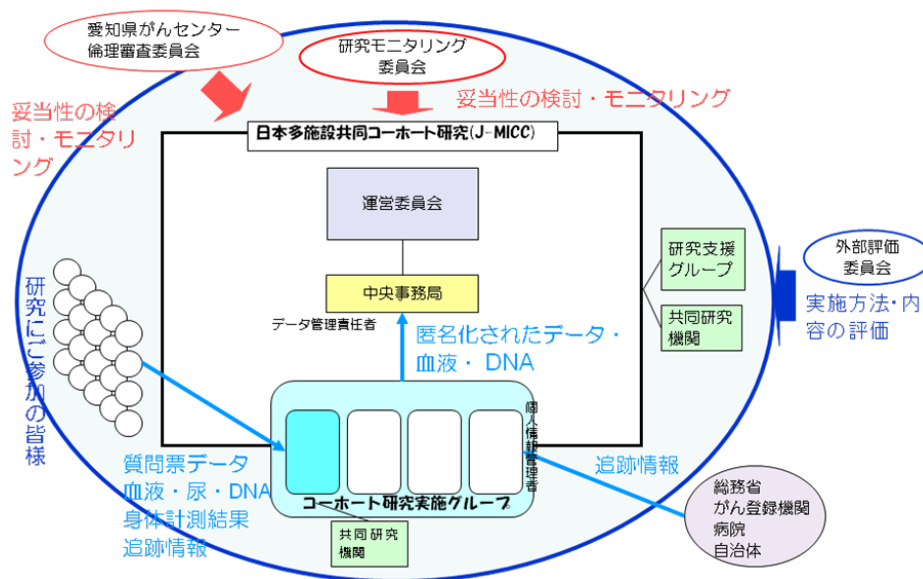 愛知県がんセンター
倫理審査委員会
研究モニタリング
委員会
妥当性の検
討・モニタリ
ング
妥当性の検討・モニタリング
日本多施設共同コーホート研究(J-MICC)
運営委員会
中央事務局
データ管理責任者
研究支援
グループ
共同研究
機関
外部評価
委員会
実施方法・内
容の評価
研究にご参加の皆様
匿名化されたデータ・
血液・ DNA
個人情報管理者
質問票データ
血液・尿・DNA
身体計測結果
追跡情報
コーホート研究実施グループ。
共同研究
機関
追跡情報
総務省
がん登録機関
病院
自治体